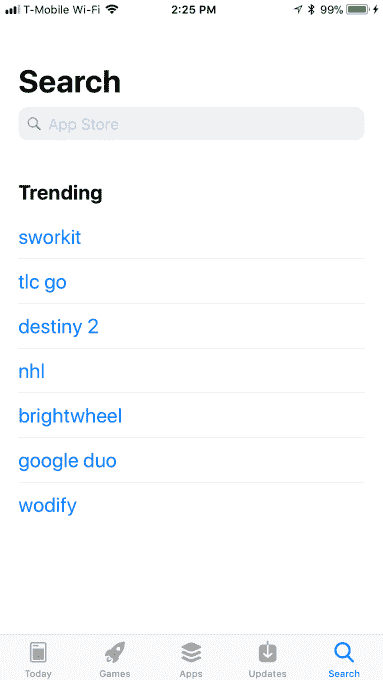 T-Mobile Wi-Fi 2:25 PM 99%
Search
App Store
Trending
sworkit
tlc go
destiny 2
nhl
brightwheel
google duo
wodify
Today Games Apps Updates Search